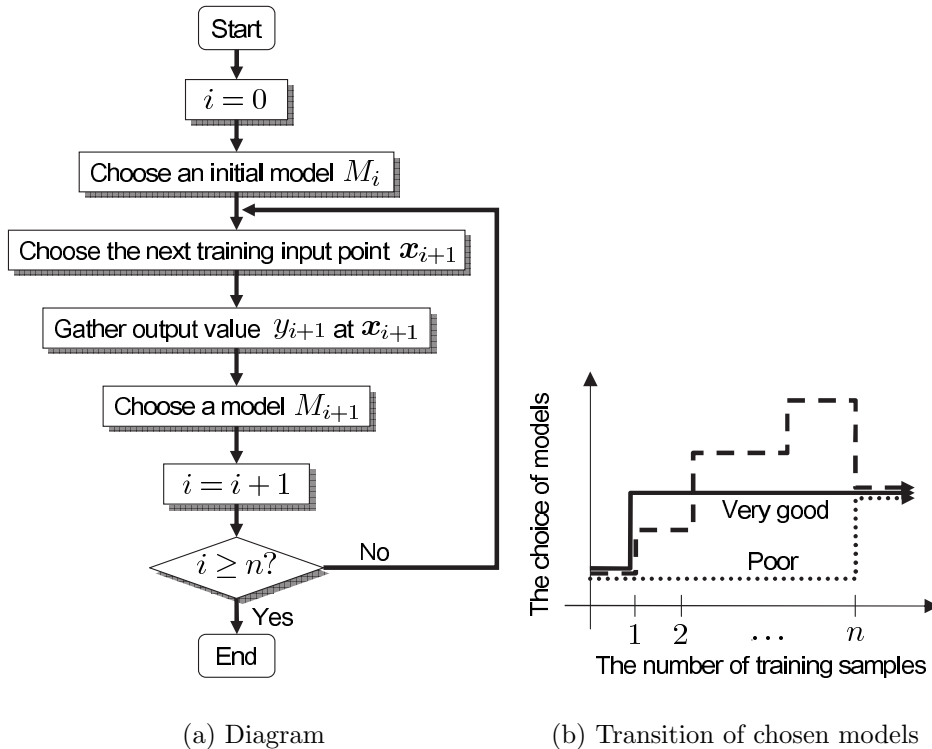 Start
i = 0
Choose an initial model M_i
Choose the next training input point x_{i+1}
Gather output value y_{i+1} at x_{i+1}
Choose a model M_{i+1}
i = i + 1
i ≥ n?
No
Yes
End
(a) Diagram
The choice of models
Very good
Poor
1 2 ... n
The number of training samples
(b) Transition of chosen models